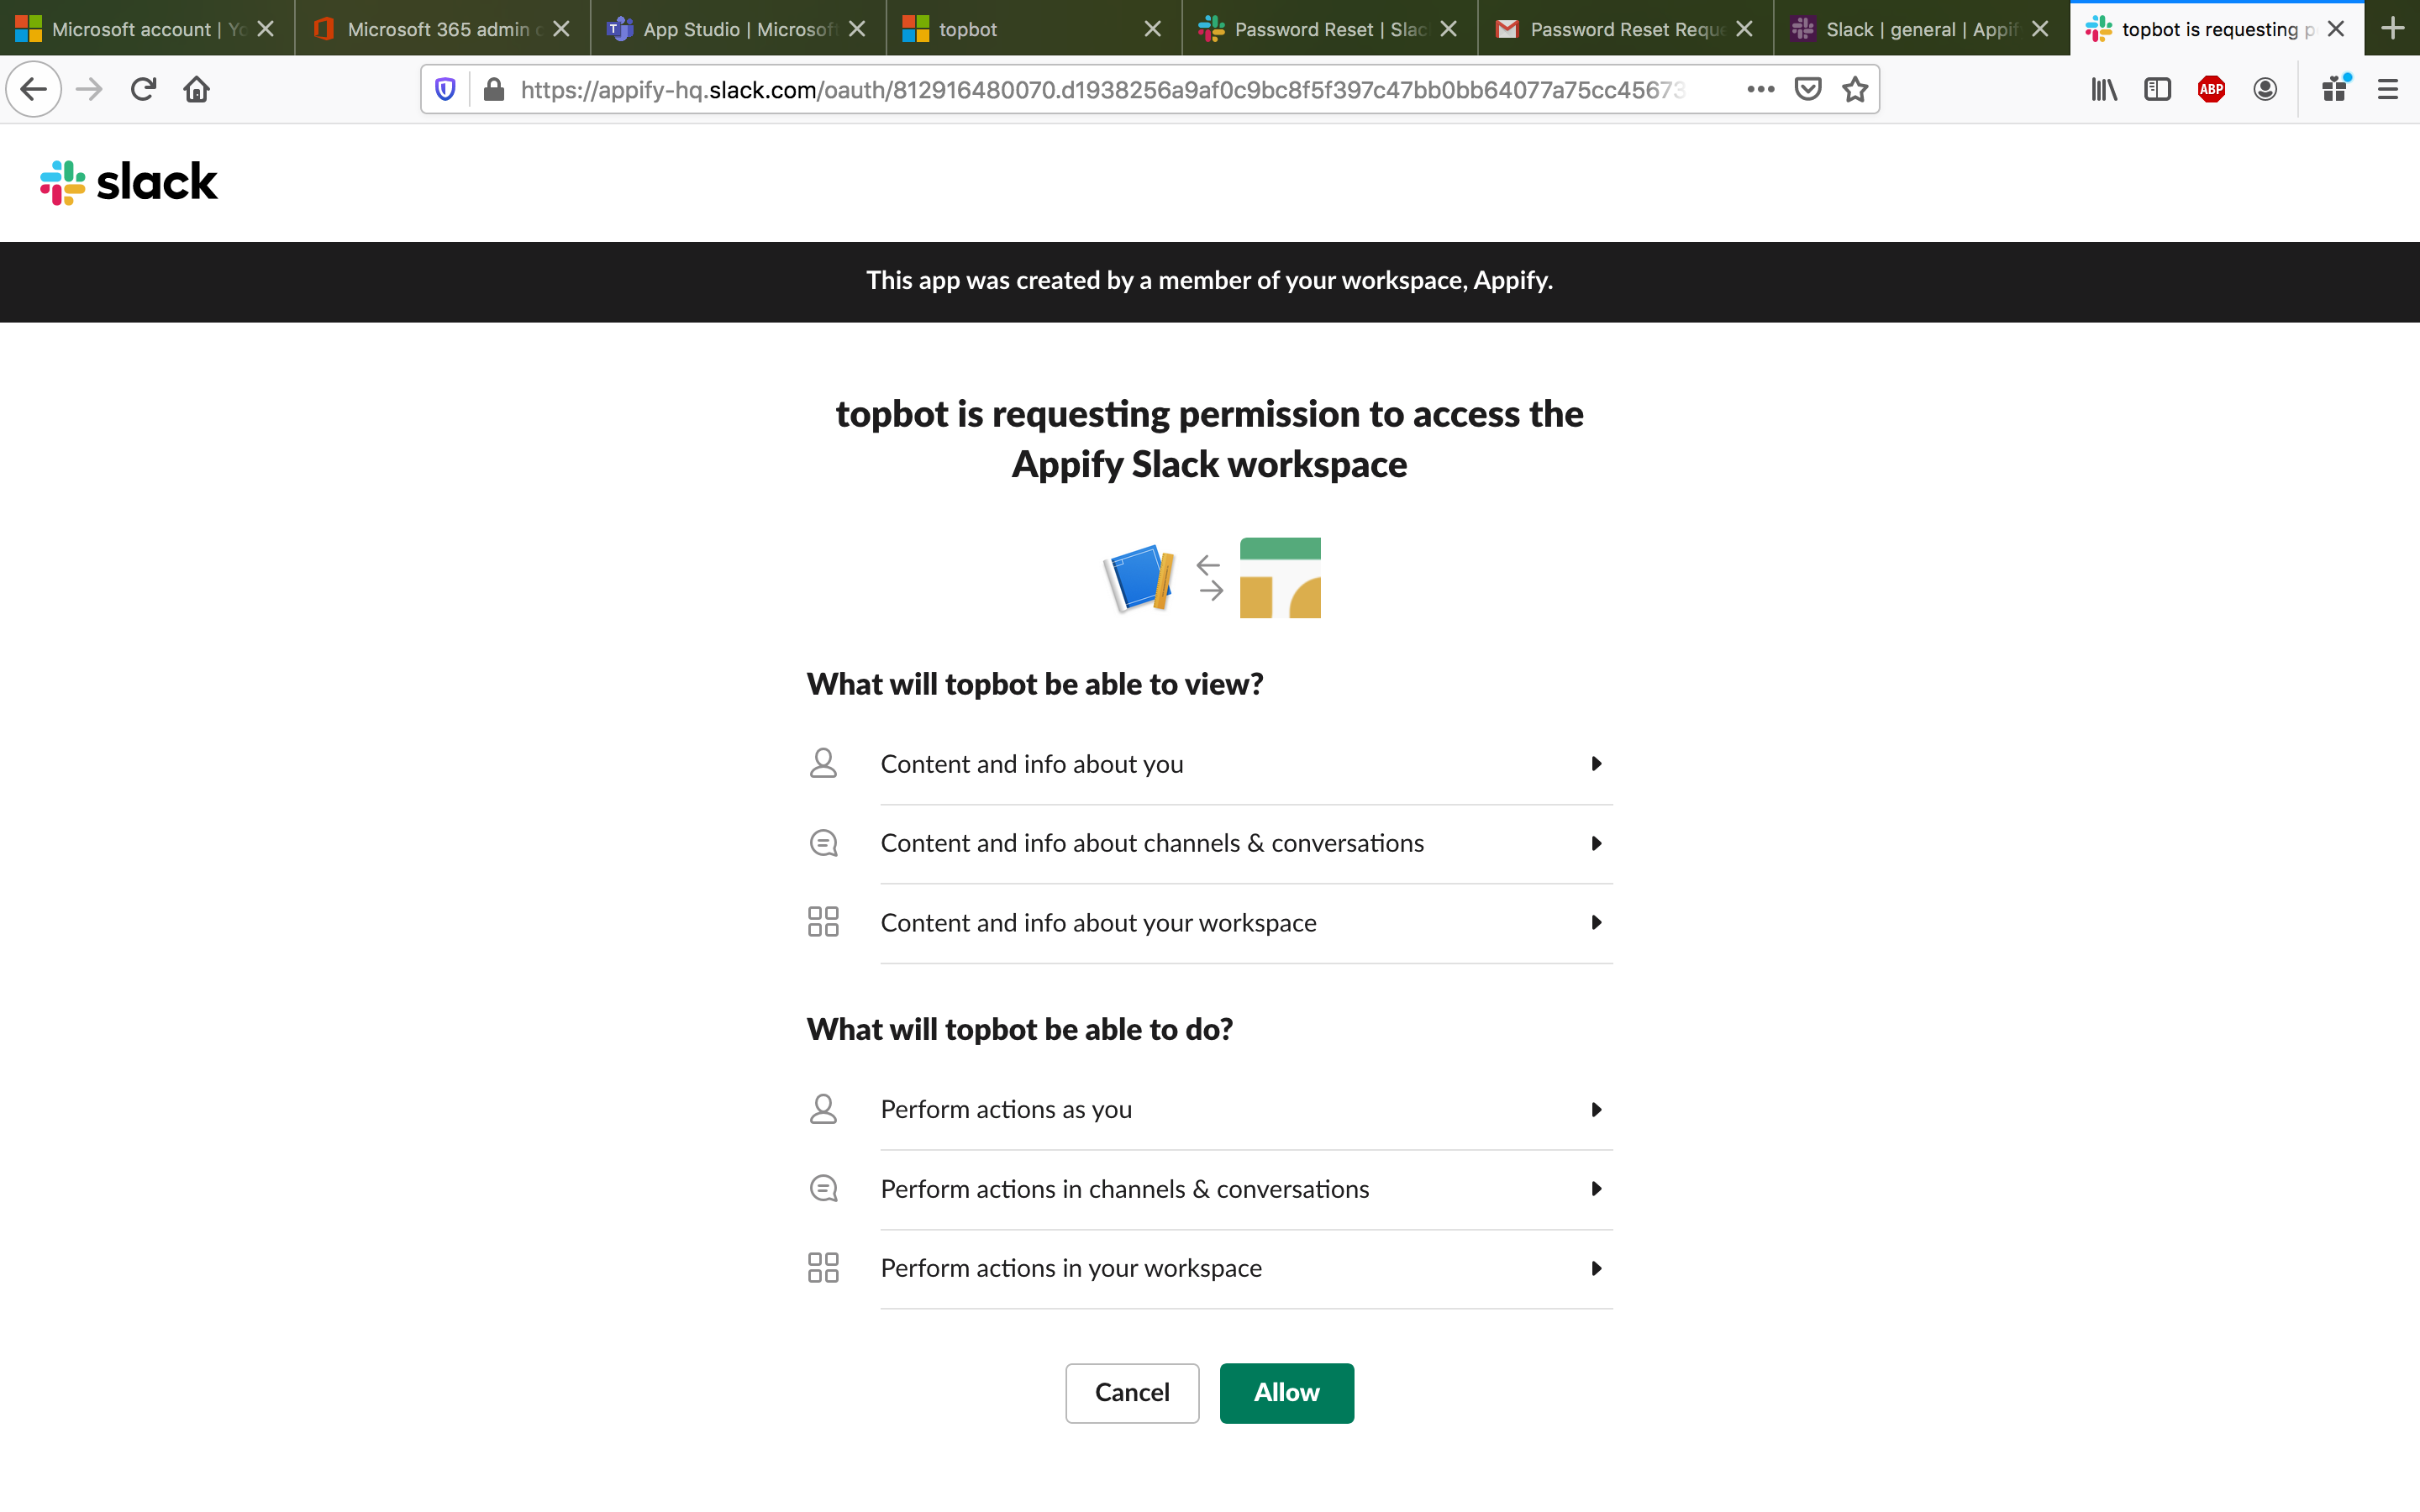 Microsoft account | Yo
Microsoft 365 admin c
App Studio | Microsoft
topbot
Password Reset | Slac
Password Reset Reque
Slack | general | Appif
topbot is requesting p
https://appify-hq.slack.com/oauth/812916480070.d1938256a9af0c9bc8f5f397c47bb0bb64077a75cc45673
ABP
slack
This app was created by a member of your workspace, Appify.
topbot is requesting permission to access the
Appify Slack workspace
What will topbot be able to view?
Content and info about you
Content and info about channels & conversations
Content and info about your workspace
What will topbot be able to do?
Perform actions as you
Perform actions in channels & conversations
Perform actions in your workspace
Cancel
Allow